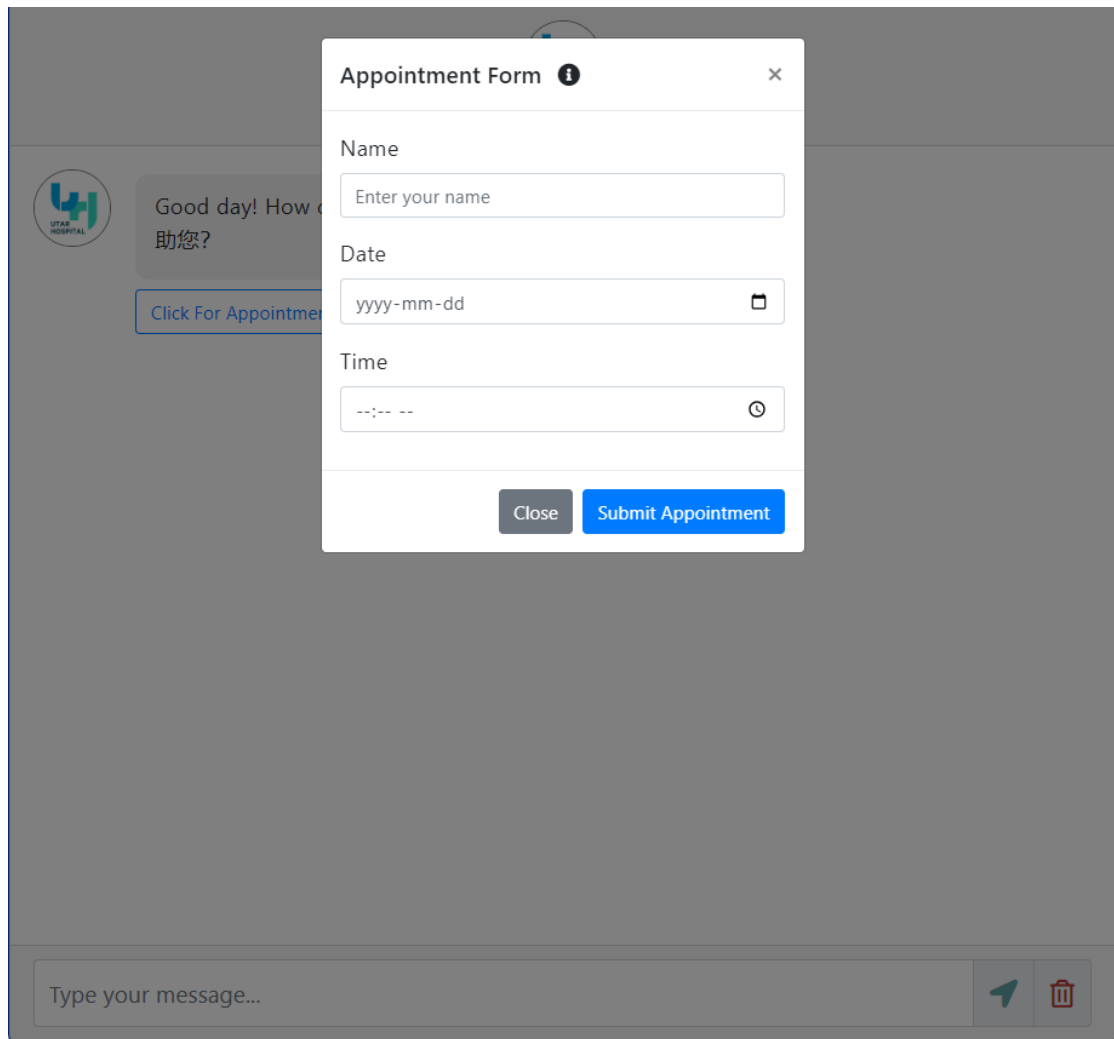 Appointment Form
×
Name
Enter your name
Date
yyyy-mm-dd
Time
--:-- --
Close
Submit Appointment
UTAR
HOSPITAL
Good day! How
助您?
Click For
Type your message...